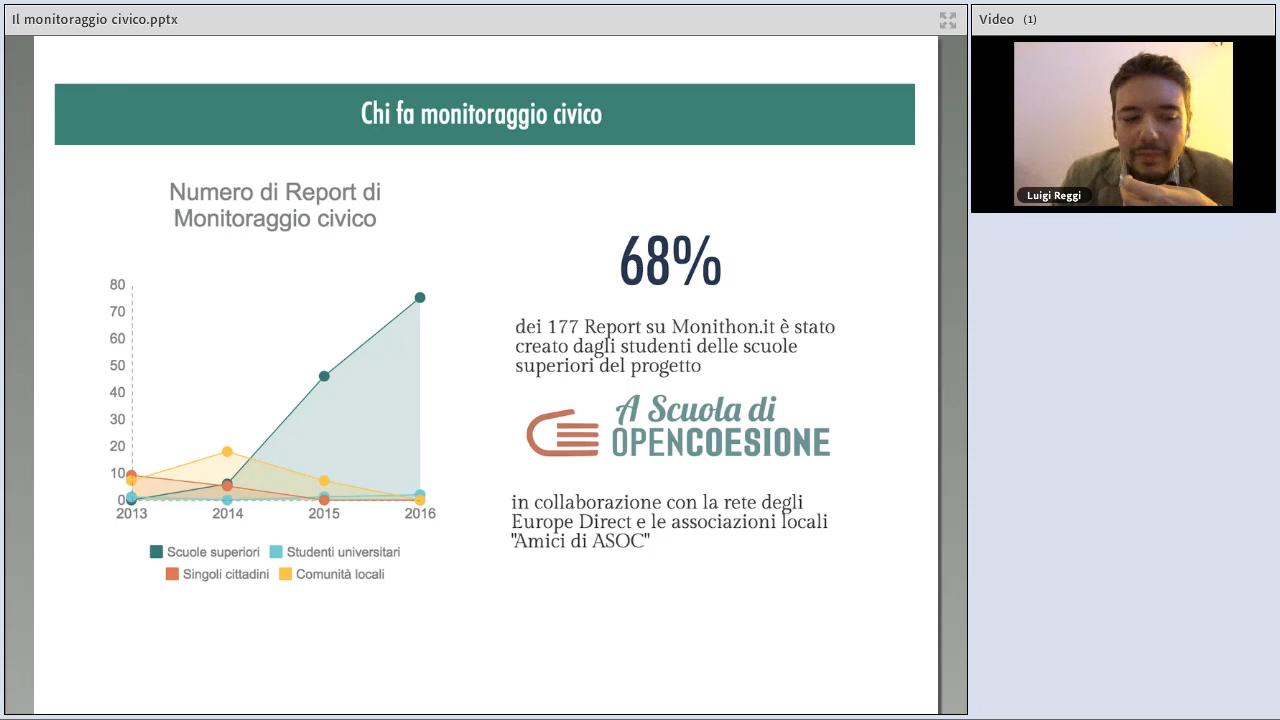 Il monitoraggio civico.pptx
Video (1)
Luigi Reggi
Chi fa monitoraggio civico
Numero di Report di
Monitoraggio civico
80
70
60
50
40
30
20
10
0
2013 2014 2015 2016
Scuole superiori Studenti universitari
Singoli cittadini Comunità locali
68%
dei 177 Report su Monithon.it è stato
creato dagli studenti delle scuole
superiori del progetto
A Scuola di
OPENCOESIONE
in collaborazione con la rete degli
Europe Direct e le associazioni locali
"Amici di ASOC"